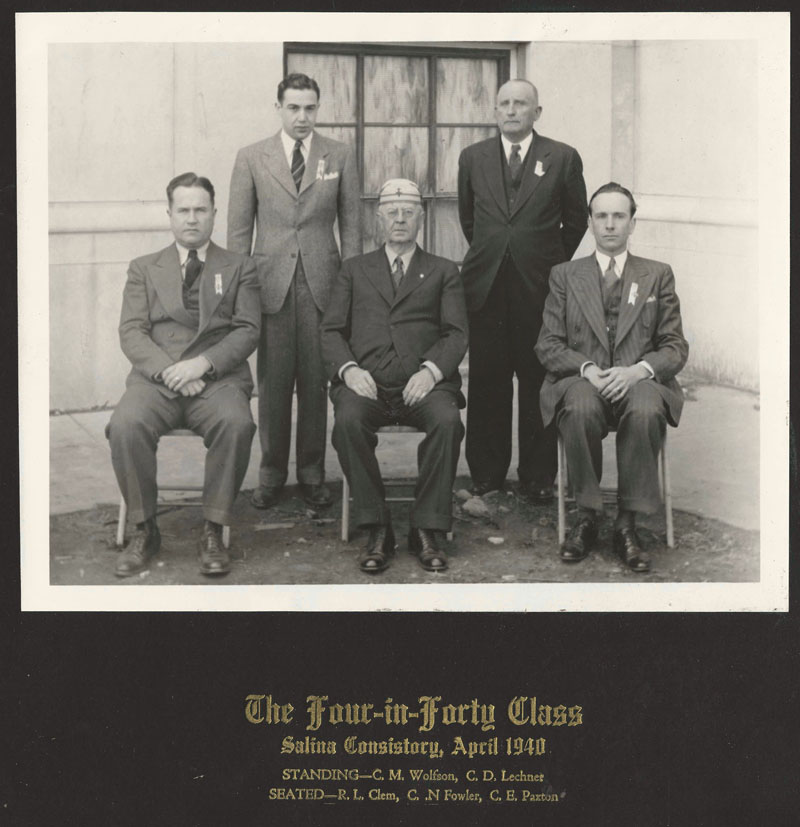 The Four-in-Forty Class
Salina Consistory, April 1940
STANDING—C. M. Wolfson, C. D. Lechner
SEATED—R. L. Clem, C. .N Fowler, C. E. Paxton